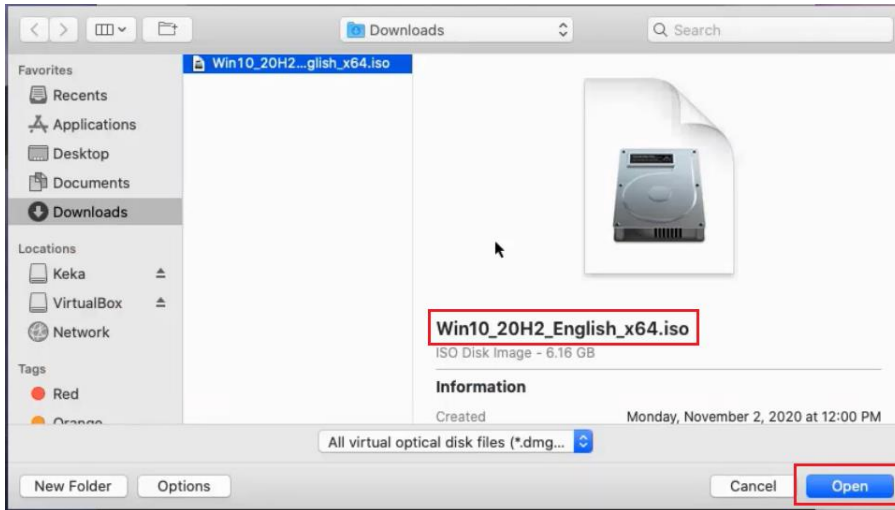 Downloads
Search
Favorites
Recents
Applications
Desktop
Documents
Downloads
Locations
Keka
VirtualBox
Network
Tags
Red
Orange
Win10_20H2...glish_x64.iso
Win10_20H2_English_x64.iso
ISO Disk Image - 6.16 GB
Information
Created Monday, November 2, 2020 at 12:00 PM
All virtual optical disk files (*.dmg...
New Folder Options Cancel Open